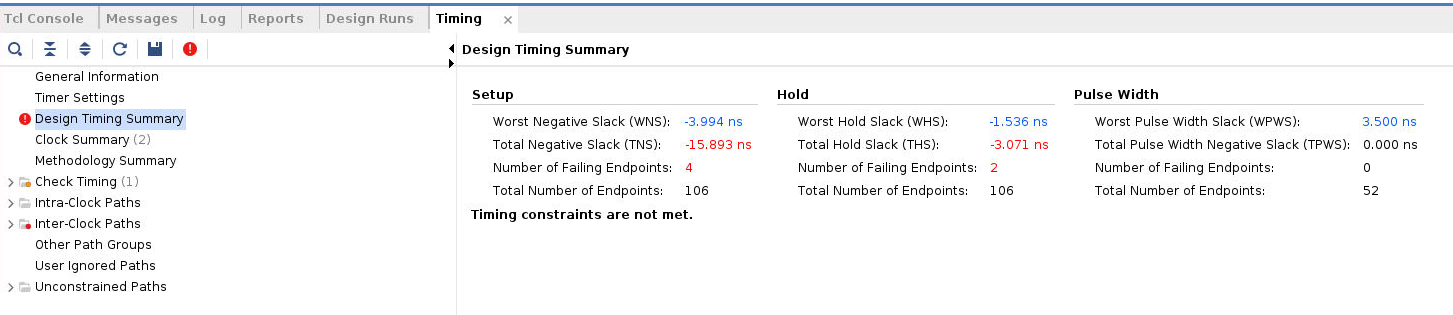 Tcl Console Messages Log Reports Design Runs Timing ×
Design Timing Summary
General Information
Timer Settings
Design Timing Summary
Clock Summary (2)
Methodology Summary
Check Timing (1)
Intra-Clock Paths
Inter-Clock Paths
Other Path Groups
User Ignored Paths
Unconstrained Paths
Setup
Worst Negative Slack (WNS): -3.994 ns
Total Negative Slack (TNS): -15.893 ns
Number of Failing Endpoints: 4
Total Number of Endpoints: 106
Hold
Worst Hold Slack (WHS): -1.536 ns
Total Hold Slack (THS): -3.071 ns
Number of Failing Endpoints: 2
Total Number of Endpoints: 106
Pulse Width
Worst Pulse Width Slack (WPWS): 3.500 ns
Total Pulse Width Negative Slack (TPWS): 0.000 ns
Number of Failing Endpoints: 0
Total Number of Endpoints: 52
Timing constraints are not met.